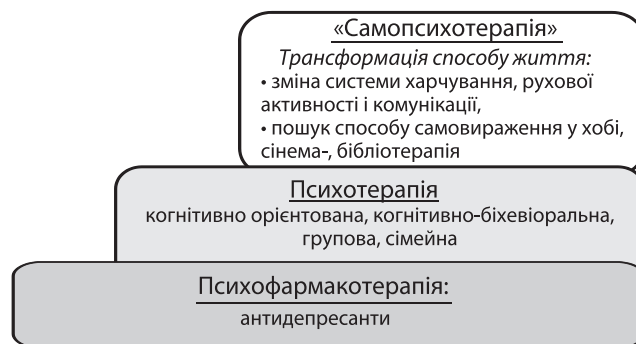 «Самопсихотерапія»
Трансформація способу життя:
• зміна системи харчування, рухової
активності і комунікації,
• пошук способу самовираження у хобі,
сінема-, бібліотерапія
Психотерапія
когнітивно орієнтована, когнітивно-біхевіоральна,
групова, сімейна
Психофармакотерапія:
антидепресанти